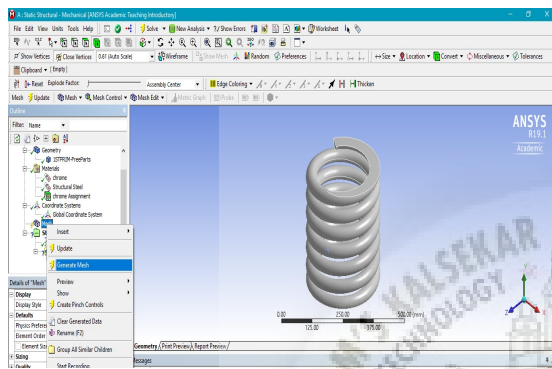 A : Static Structural - Mechanical [ANSYS Academic Teaching Introductory]
File Edit View Units Tools Help Solve New Analysis ?/ Show Errors Worksheet
Show Vertices Close Vertices 0.61 (Auto Scale) Wireframe Show Mesh Random Preferences Size Location Convert Miscellaneous Tolerances
Clipboard [ Empty ]
Reset Explode Factor: Assembly Center Edge Coloring Thicken
Mesh Update Mesh Mesh Control Mesh Edit Metric Graph Probe
Outline
Filter: Name
Geometry
1STPRJM-FreeParts
Materials
chrome
Structural Steel
chrome Assignment
Coordinate Systems
Global Coordinate System
Mesh
Insert
Update
Generate Mesh
Preview
Show
Create Pinch Controls
Clear Generated Data
Rename (F2)
Group All Similar Children
Start Recording
Details of "Mesh"
Display
Display Style
Defaults
Physics Prefere
Element Order
Element Siz
Sizing
Quality
ANSYS
R19.1
Academic
0.00 250.00 500.00 (mm)
125.00 375.00
Geometry Print Preview Report Preview
Messages
KALSEKAR